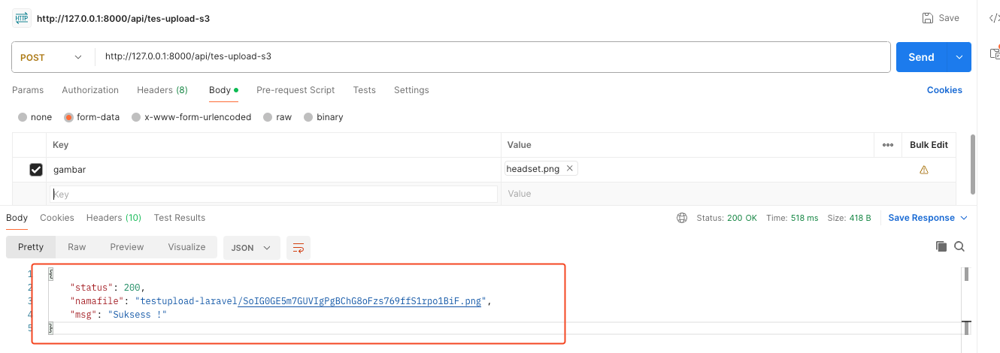 HTTP http://127.0.0.1:8000/api/tes-upload-s3 Save
POST http://127.0.0.1:8000/api/tes-upload-s3 Send
Params Authorization Headers (8) Body Pre-request Script Tests Settings Cookies
none form-data x-www-form-urlencoded raw binary
Key Value Bulk Edit
gambar headset.png
Key Value
Body Cookies Headers (10) Test Results Status: 200 OK Time: 518 ms Size: 418 B Save Response
Pretty Raw Preview Visualize JSON
1 {
2 "status": 200,
3 "namafile": "testupload-laravel/SoIG0GE5m7GUVIgPgBChG8oFzs769ffS1rpo1BiF.png",
4 "msg": "Suksess !"
5 }